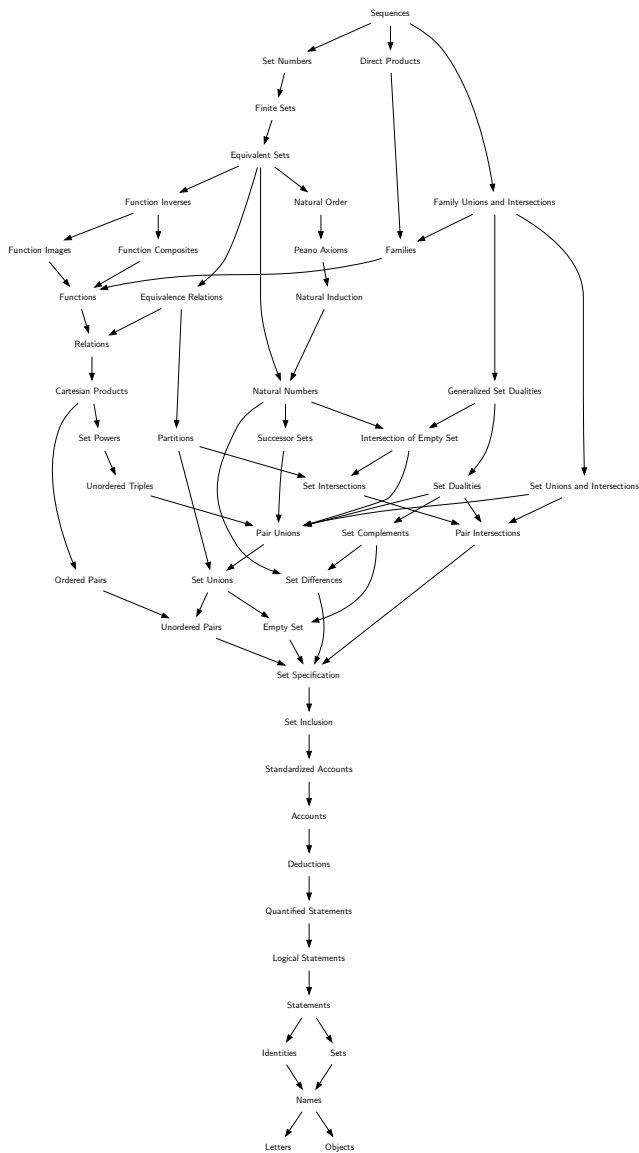 Sequences
Set Numbers
Direct Products
Finite Sets
Equivalent Sets
Function Inverses
Natural Order
Family Unions and Intersections
Function Images
Function Composites
Peano Axioms
Families
Functions
Equivalence Relations
Natural Induction
Relations
Cartesian Products
Natural Numbers
Generalized Set Dualities
Set Powers
Partitions
Successor Sets
Intersection of Empty Set
Unordered Triples
Set Intersections
Set Dualities
Set Unions and Intersections
Pair Unions
Set Complements
Pair Intersections
Ordered Pairs
Set Unions
Set Differences
Unordered Pairs
Empty Set
Set Specification
Set Inclusion
Standardized Accounts
Accounts
Deductions
Quantified Statements
Logical Statements
Statements
Identities
Sets
Names
Letters
Objects